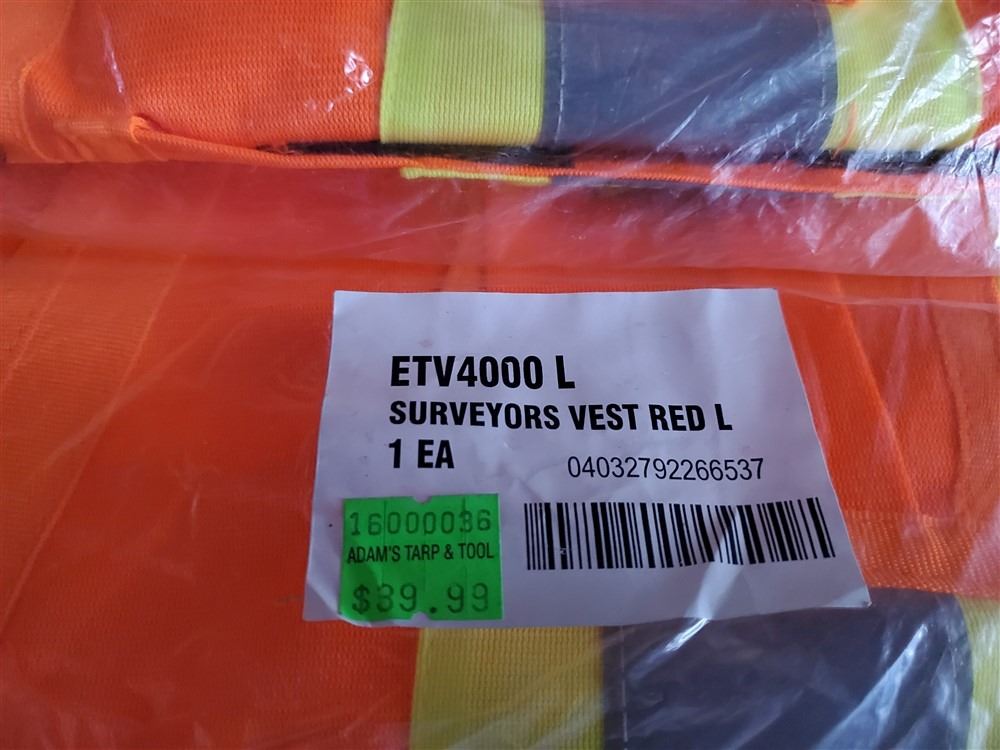 ETV4000 L
SURVEYORS VEST RED L
1 EA
04032792266537
16000036
ADAM'S TARP & TOOL
$39.99